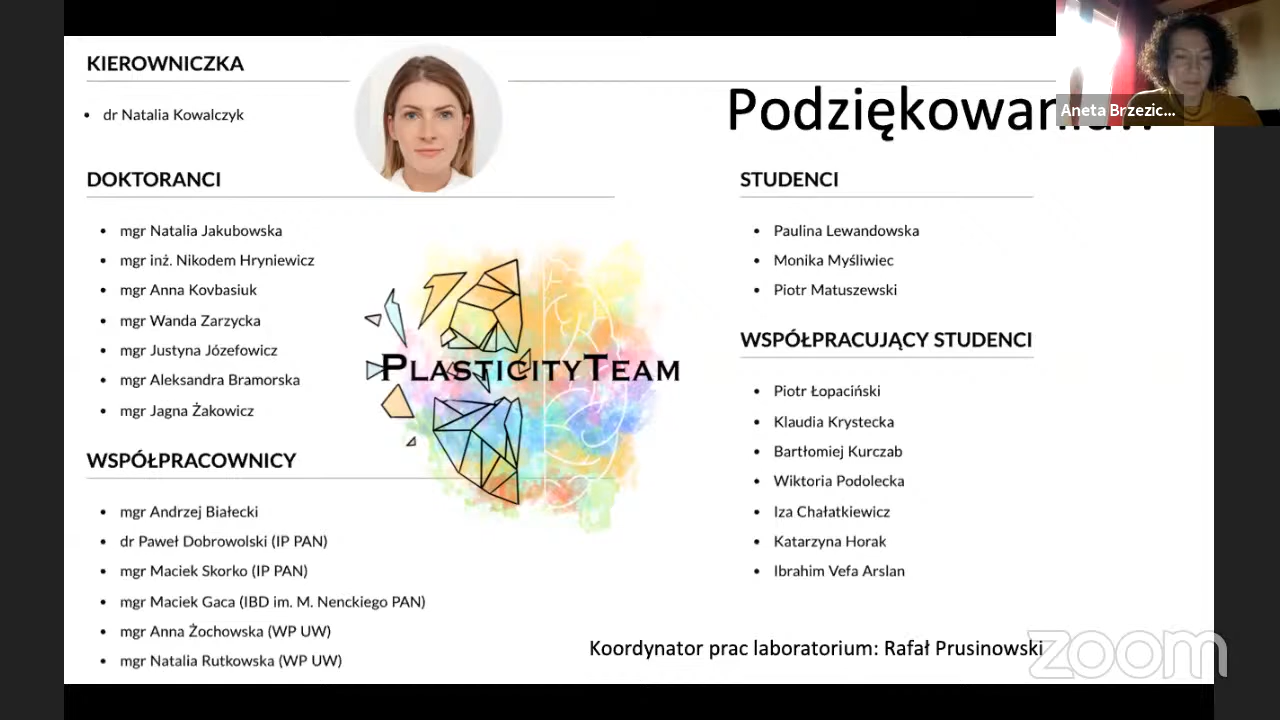 KIEROWNICZKA
dr Natalia Kowalczyk
DOKTORANCI
mgr Natalia Jakubowska
mgr inż. Nikodem Hryniewicz
mgr Anna Kovbasiuk
mgr Wanda Zarzycka
mgr Justyna Józefowicz
mgr Aleksandra Bramorska
mgr Jagna Żakowicz
WSPÓŁPRACOWNICY
mgr Andrzej Białecki
dr Paweł Dobrowolski (IP PAN)
mgr Maciek Skorko (IP PAN)
mgr Maciek Gaca (IBD im. M. Nenckiego PAN)
mgr Anna Żochowska (WP UW)
mgr Natalia Rutkowska (WP UW)
PLASTICITYTEAM
Aneta Brzezic...
STUDENCI
Paulina Lewandowska
Monika Myśliwiec
Piotr Matuszewski
WSPÓŁPRACUJĄCY STUDENCI
Piotr Łopaciński
Klaudia Krystecka
Bartłomiej Kurczab
Wiktoria Podolecka
Iza Chałatkiewicz
Katarzyna Horak
Ibrahim Vefa Arslan
Koordynator prac laboratorium: Rafał Prusinowski
zoom